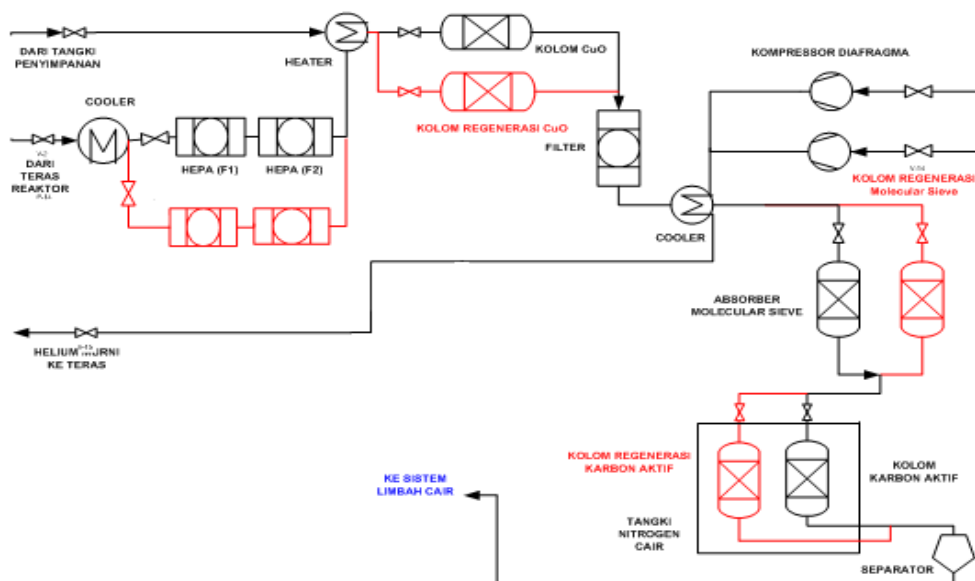 DARI TANGKI
PENYIMPANAN
HEATER
KOLOM CuO
KOLOM REGENERASI CuO
KOMPRESSOR DIAFRAGMA
COOLER
DARI
TERAS
REAKTOR
HEPA (F1)
HEPA (F2)
FILTER
KOLOM REGENERASI
Molecular Sieve
COOLER
ABSORBER
MOLECULAR SIEVE
KE TERAS
KOLOM REGENERASI
KARBON AKTIF
KOLOM
KARBON AKTIF
KE SISTEM
LIMBAH CAIR
TANGKI
NITROGEN
CAIR
SEPARATOR